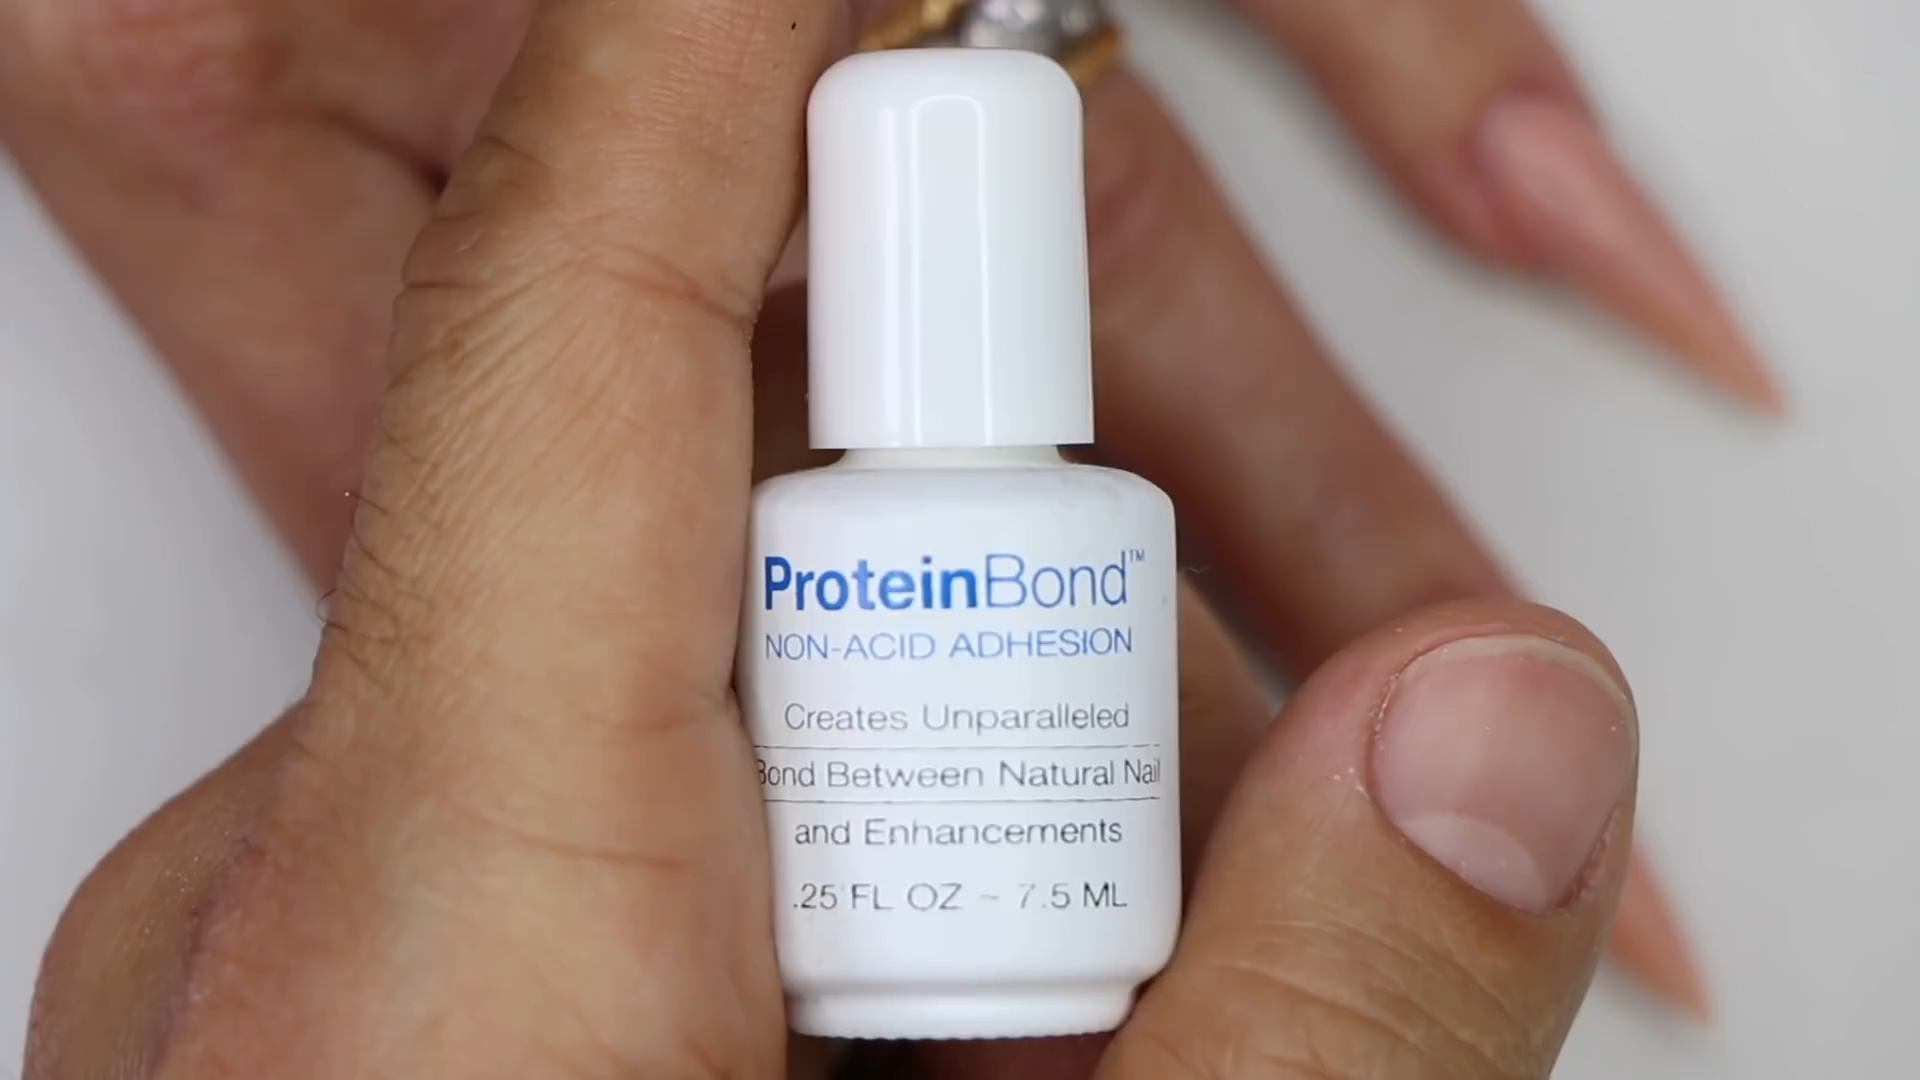 ProteinBond™
NON-ACID ADHESION
Creates Unparalleled
Bond Between Natural Nail
and Enhancements
.25 FL OZ ~ 7.5 ML